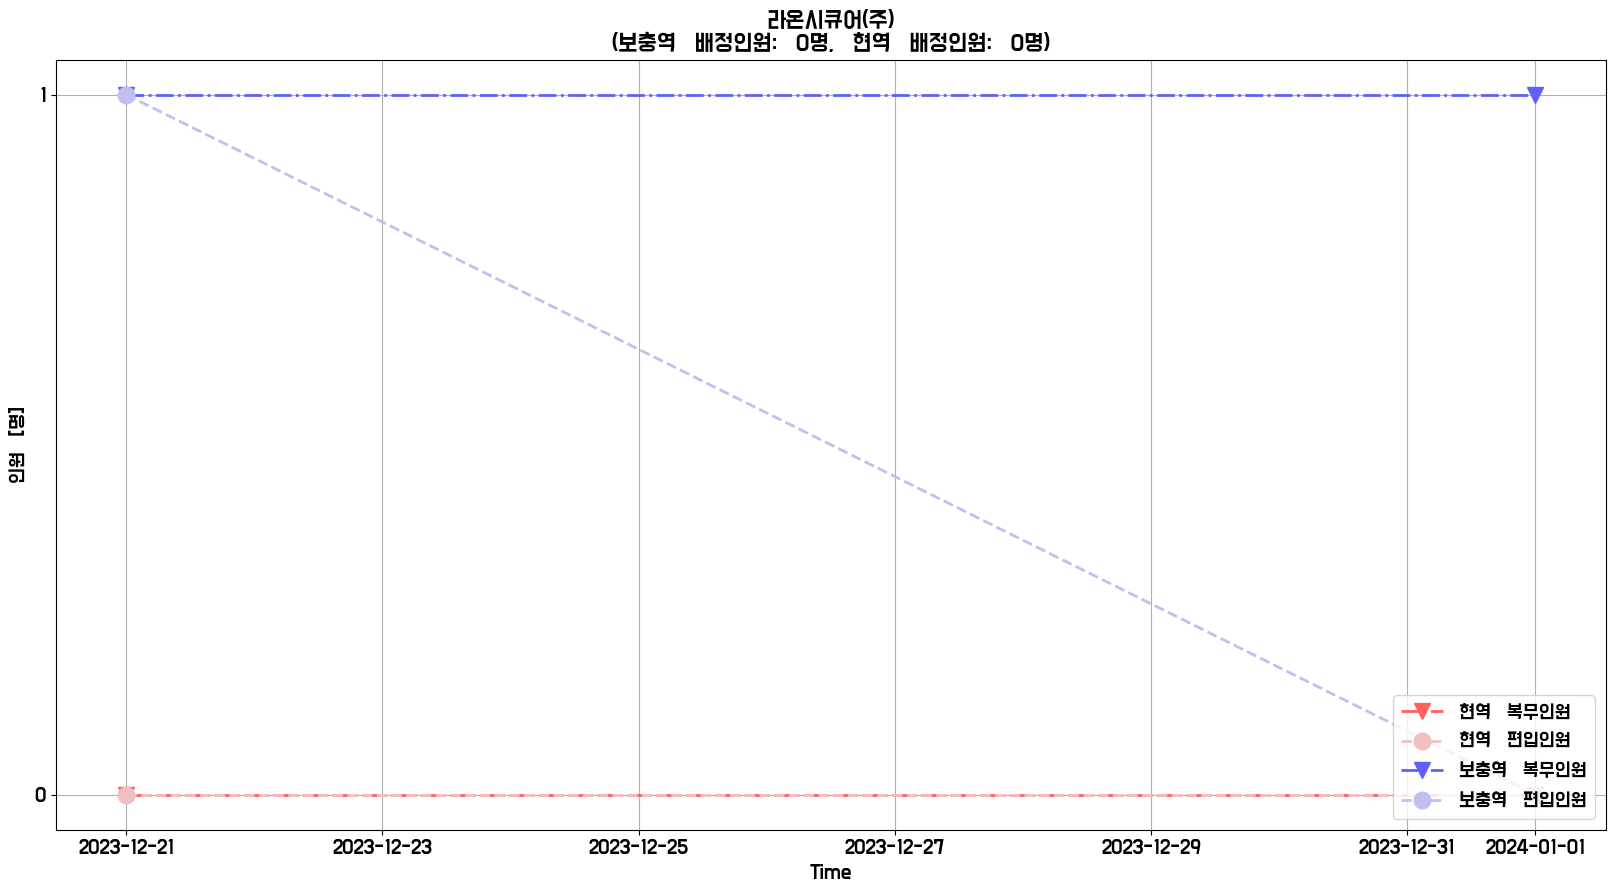 라온시큐어(주)
(보충역 배정인원: 0명, 현역 배정인원: 0명)
1
인원 [명]
현역 복무인원
현역 편입인원
보충역 복무인원
보충역 편입인원
0
2023-12-21 2023-12-23 2023-12-25 2023-12-27 2023-12-29 2023-12-31 2024-01-01
Time